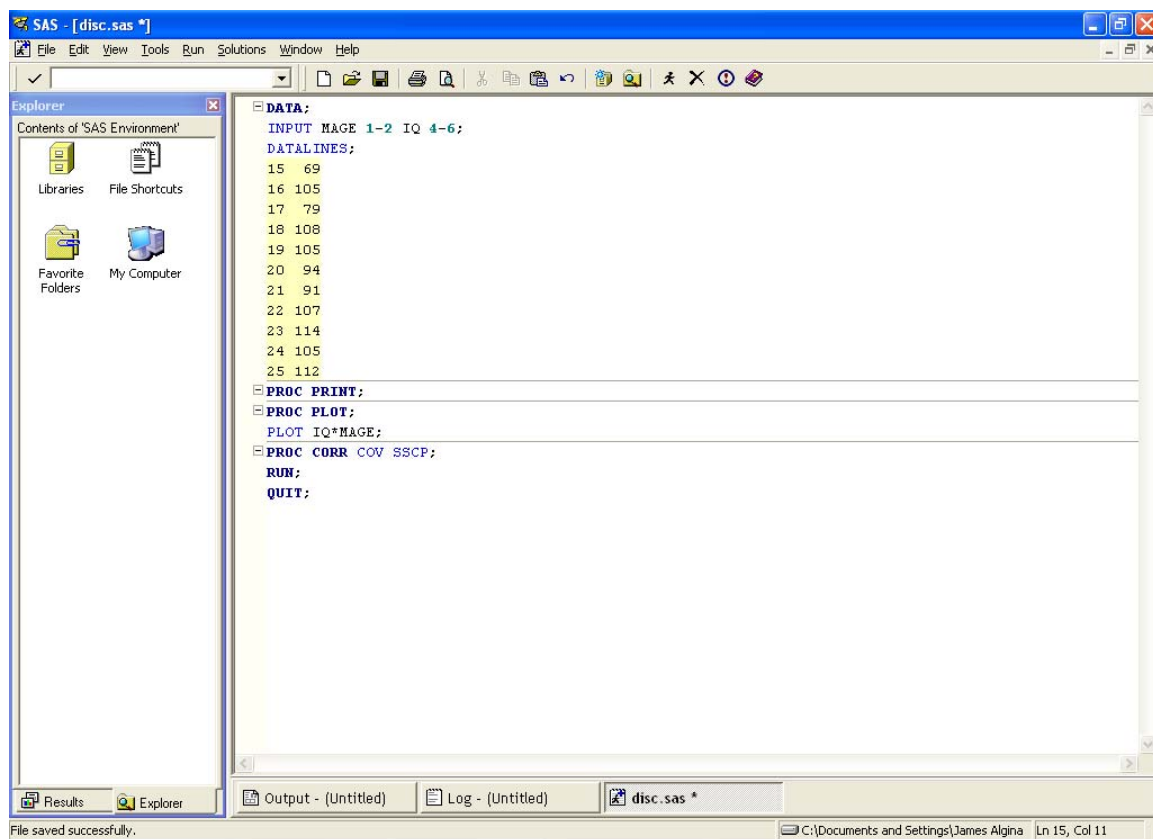 SAS - [disc.sas *]
File Edit View Tools Run Solutions Window Help
Explorer
Contents of 'SAS Environment'
Libraries
File Shortcuts
Favorite Folders
My Computer
DATA;
INPUT MAGE 1-2 IQ 4-6;
DATALINES;
15  69
16 105
17  79
18 108
19 105
20  94
21  91
22 107
23 114
24 105
25 112
PROC PRINT;
PROC PLOT;
PLOT IQ*MAGE;
PROC CORR COV SSCP;
RUN;
QUIT;
Results
Explorer
Output - (Untitled)
Log - (Untitled)
disc.sas *
File saved successfully.
C:\Documents and Settings\James Algina
Ln 15, Col 11